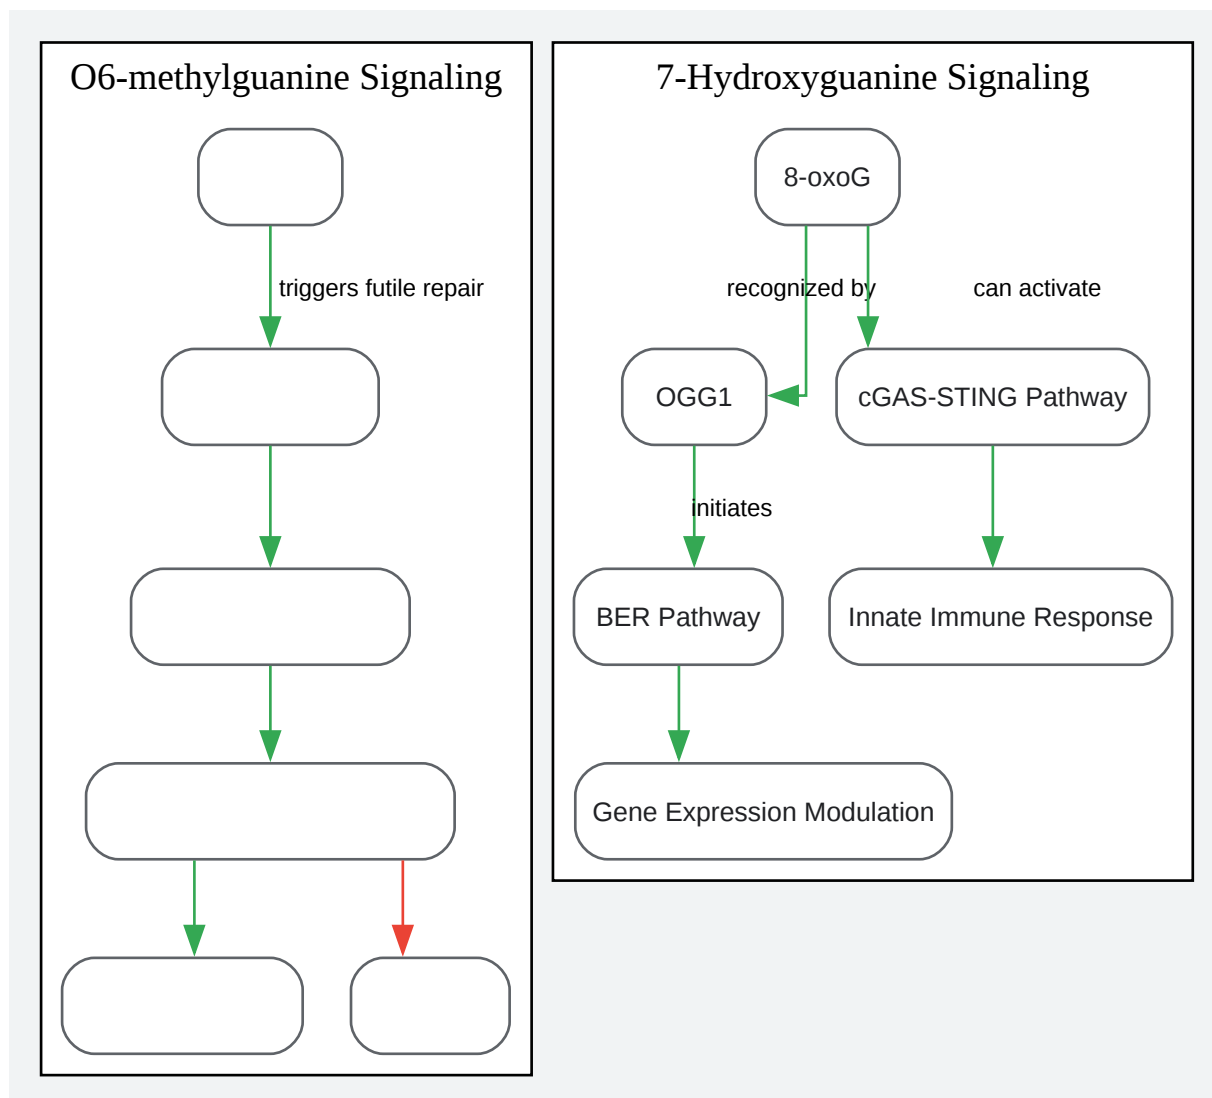 O6-methylguanine Signaling
triggers futile repair
7-Hydroxyguanine Signaling
8-oxoG
recognized by
can activate
OGG1
cGAS-STING Pathway
initiates
BER Pathway
Innate Immune Response
Gene Expression Modulation